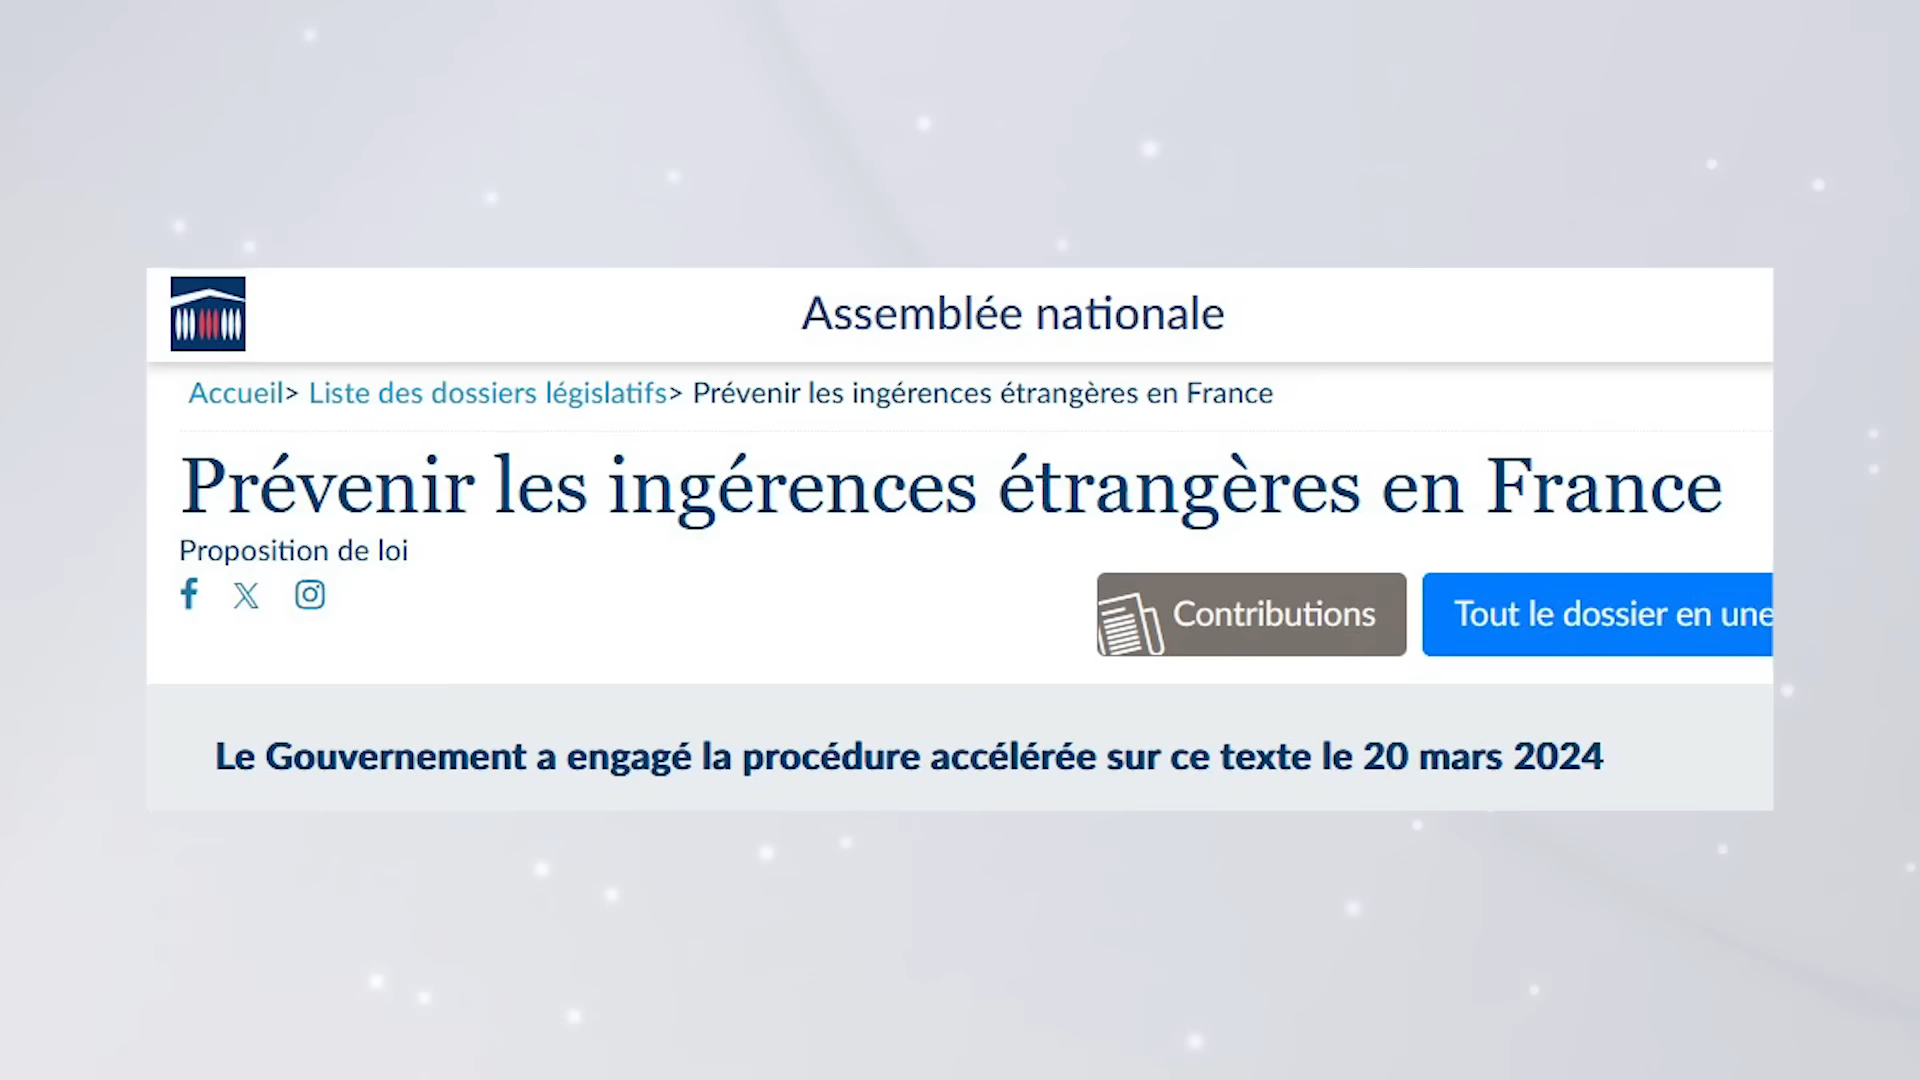 Assemblée nationale
Accueil> Liste des dossiers législatifs> Prévenir les ingérences étrangères en France
Prévenir les ingérences étrangères en France
Proposition de loi
Contributions
Tout le dossier en une
Le Gouvernement a engagé la procédure accélérée sur ce texte le 20 mars 2024